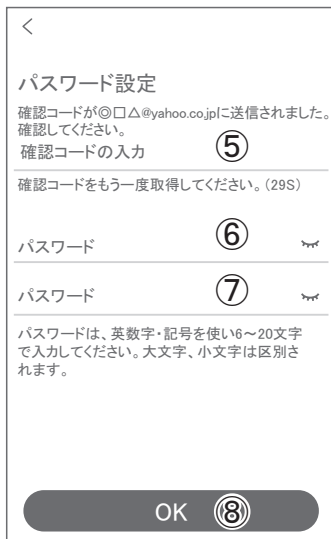 <
パスワード設定
確認コードが◎□△@yahoo.co.jpに送信されました。
確認してください。
確認コードの入力 ⑤
確認コードをもう一度取得してください。(29S)
パスワード ⑥
パスワード ⑦
パスワードは、英数字・記号を使い6〜20文字
で入力してください。大文字、小文字は区別さ
れます。
OK ⑧